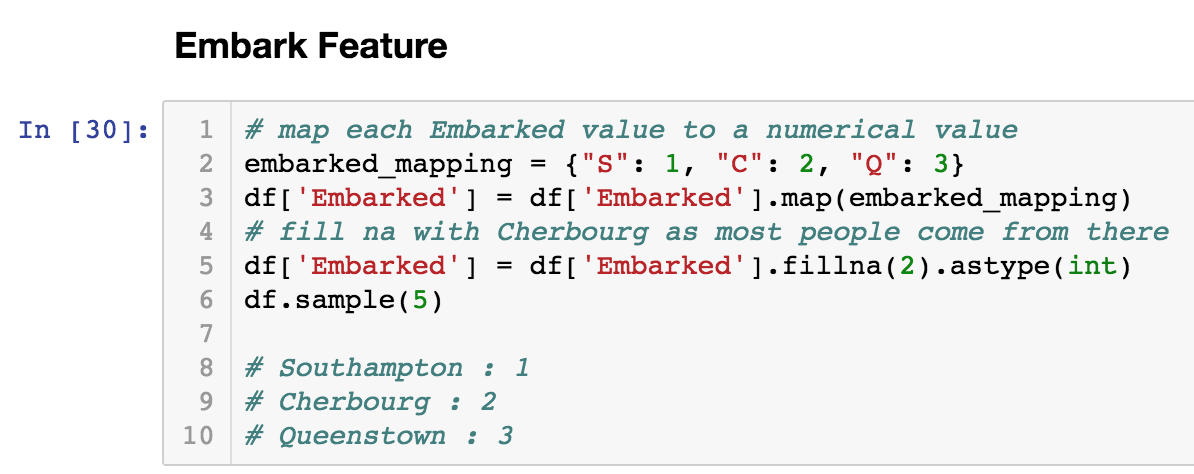 Embark Feature
In [30]:
1 # map each Embarked value to a numerical value
2 embarked_mapping = {"S": 1, "C": 2, "Q": 3}
3 df['Embarked'] = df['Embarked'].map(embarked_mapping)
4 # fill na with Cherbourg as most people come from there
5 df['Embarked'] = df['Embarked'].fillna(2).astype(int)
6 df.sample(5)
7
8 # Southampton : 1
9 # Cherbourg : 2
10 # Queenstown : 3